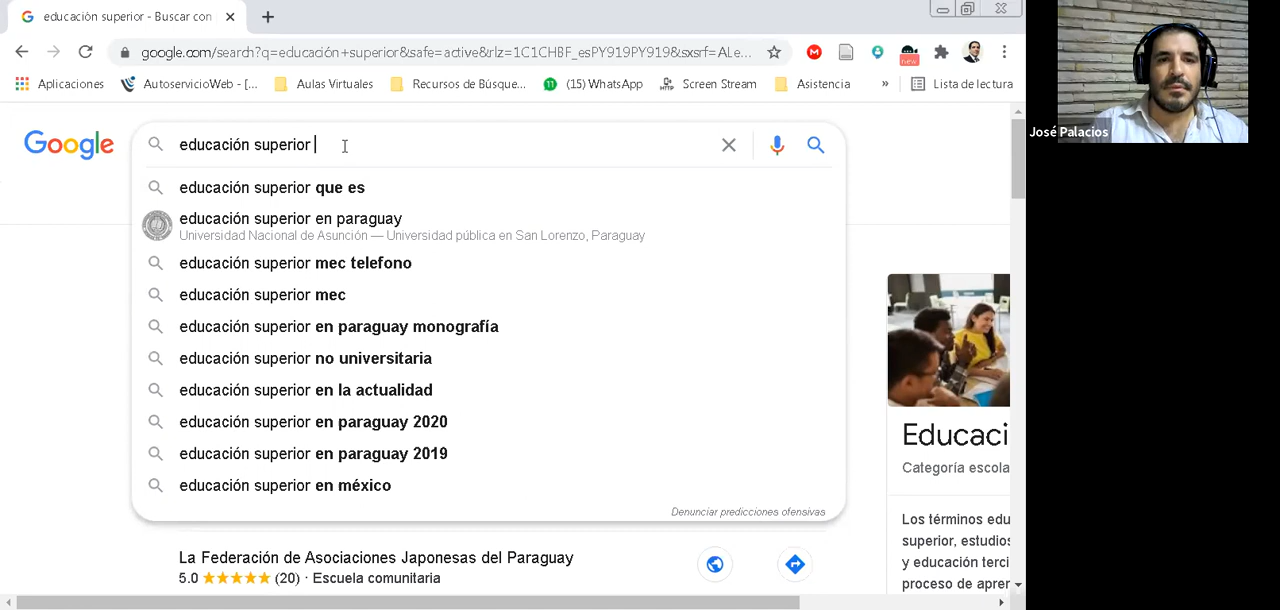 educación superior - Buscar con
google.com/search?q=educación+superior&safe=active&rlz=1C1CHBF_esPY919PY919&sxsrf=ALe...
new
Aplicaciones
AutoservicioWeb - [...
Aulas Virtuales
Recursos de Búsque...
11
(15) WhatsApp
HTTP
Screen Stream
Asistencia
»
Lista de lectura
José Palacios
Google
educación superior
educación superior que es
educación superior en paraguay
Universidad Nacional de Asunción — Universidad pública en San Lorenzo, Paraguay
educación superior mec telefono
educación superior mec
educación superior en paraguay monografía
educación superior no universitaria
educación superior en la actualidad
educación superior en paraguay 2020
educación superior en paraguay 2019
educación superior en méxico
Denunciar predicciones ofensivas
La Federación de Asociaciones Japonesas del Paraguay
5.0 ★★★★★ (20) · Escuela comunitaria
Educaci
Categoría escola
Los términos edu
superior, estudios
y educación terci
proceso de aprer